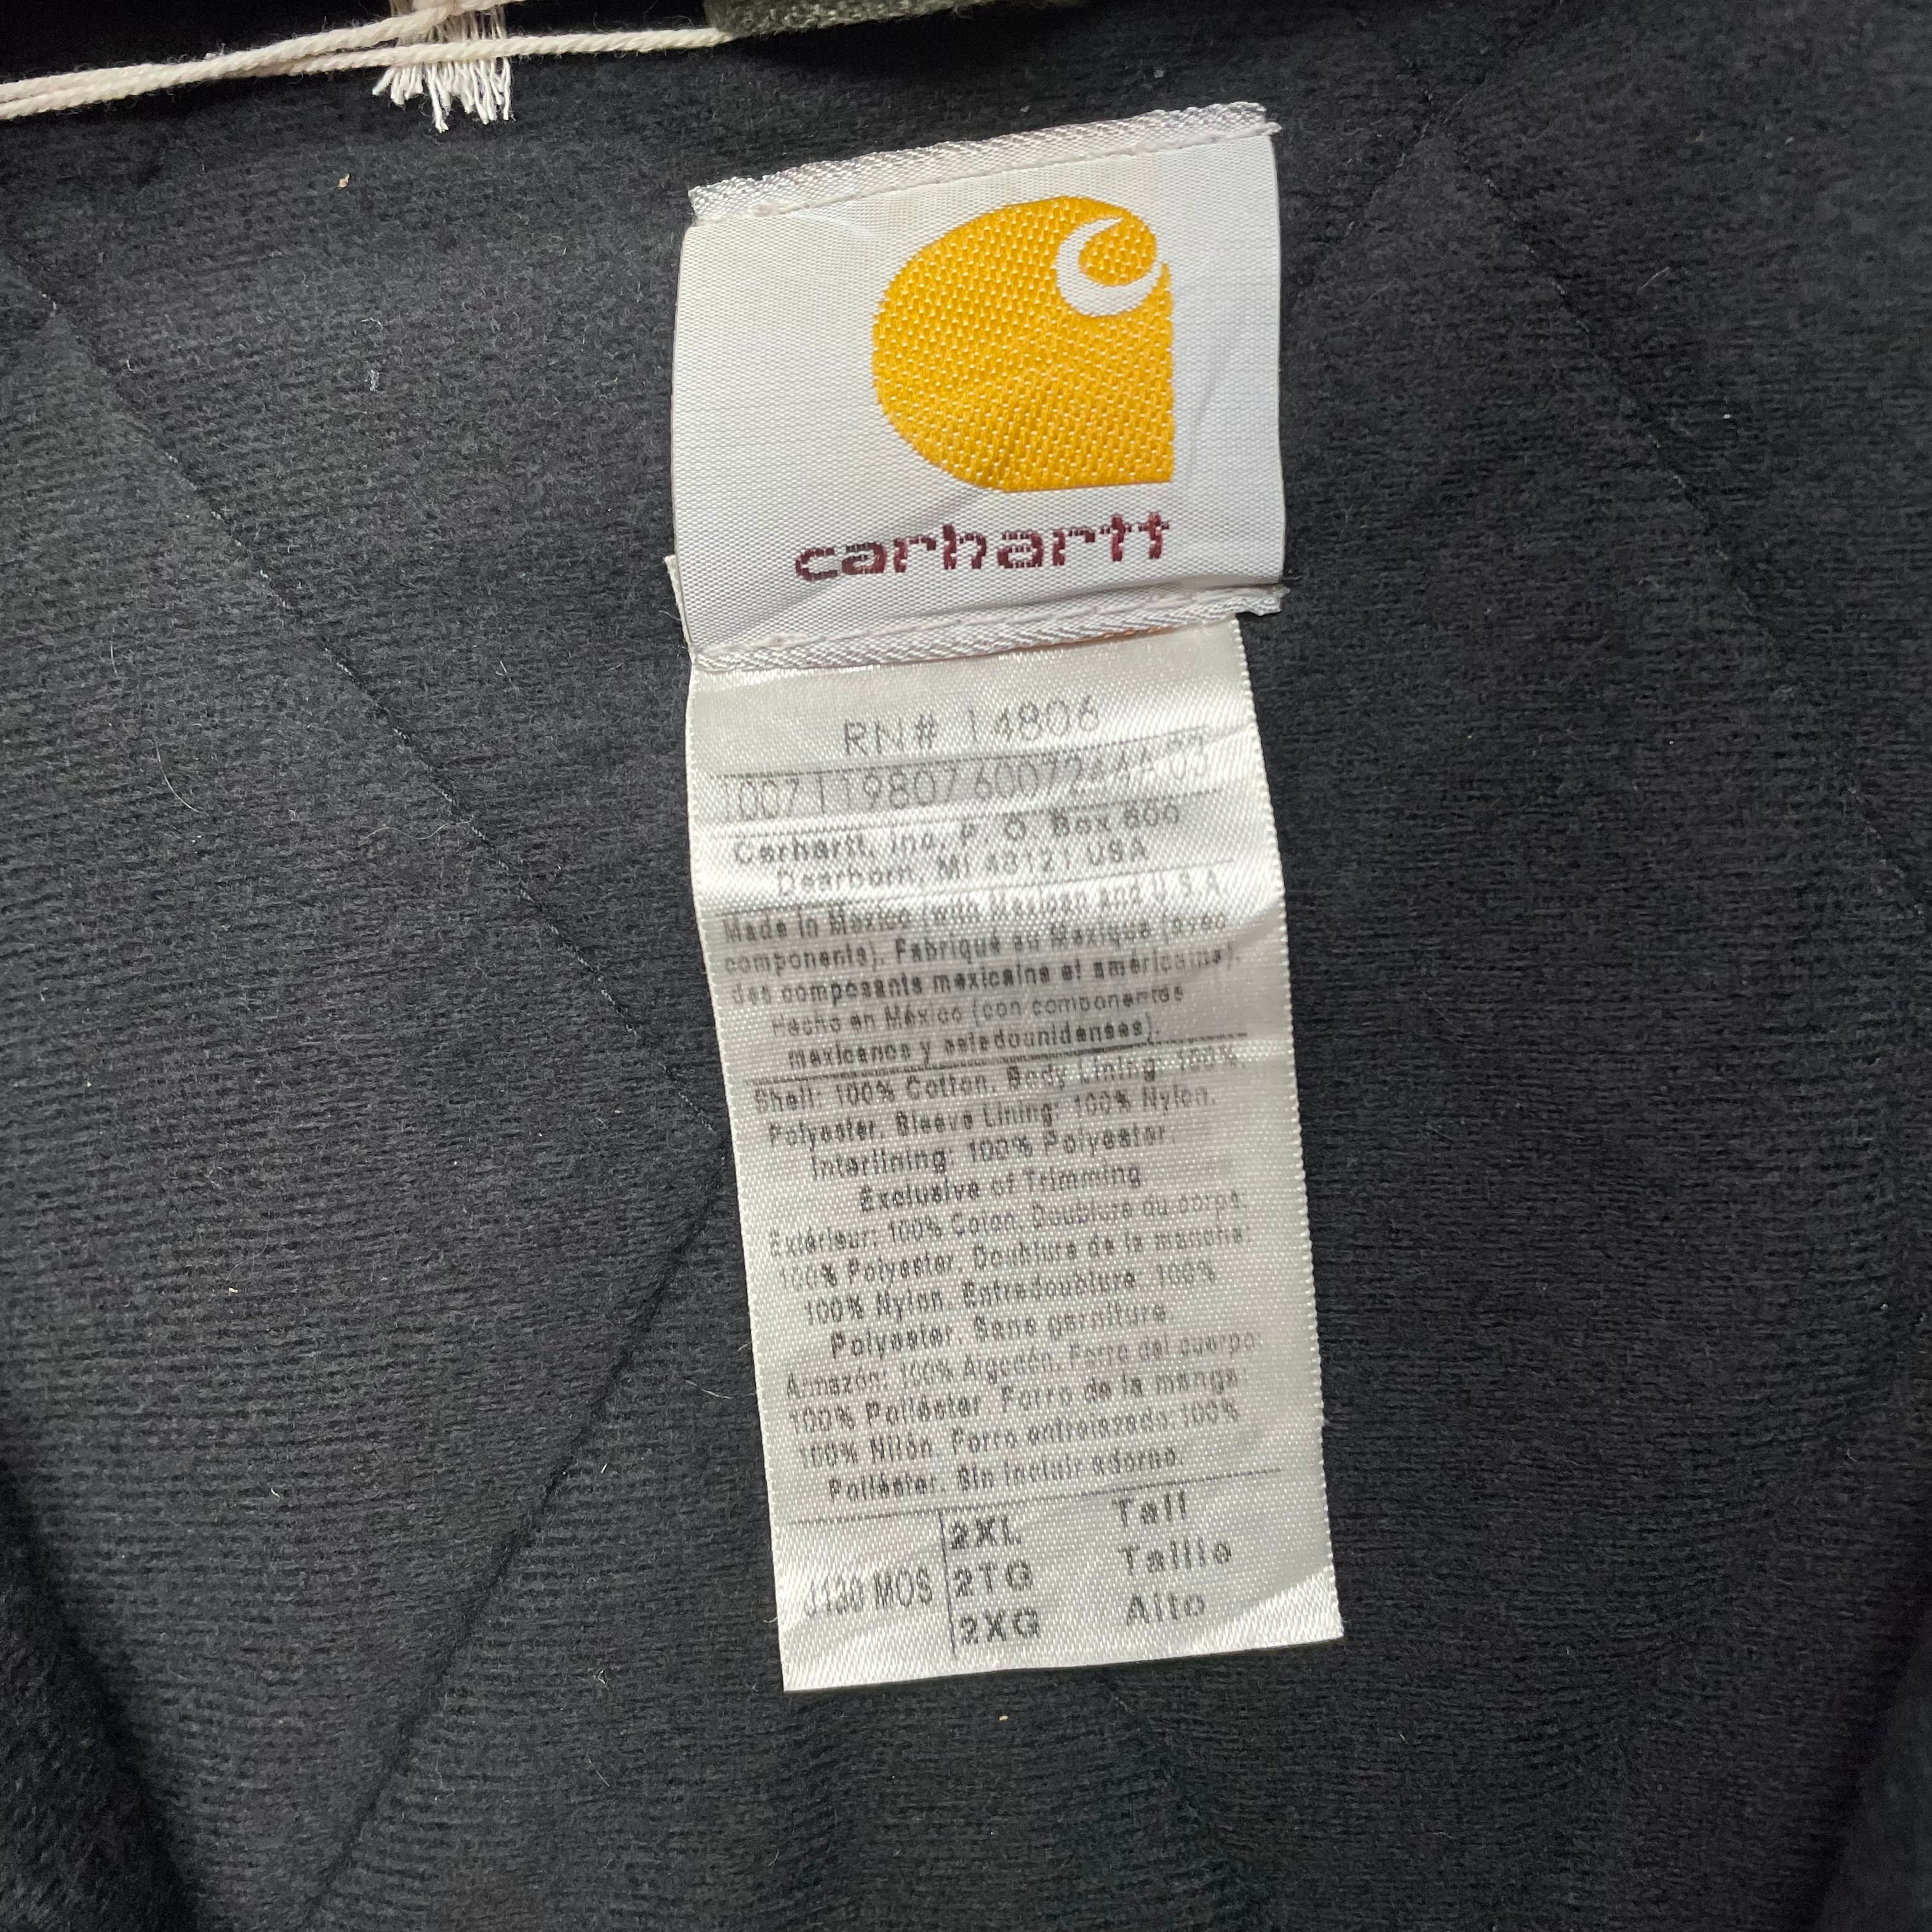 carhartt
RN# 14806
Carhartt, Inc, P. O. Box 600
Dearborn, MI 48121 USA
Made in Mexico (with Mexican and U.S.A
components). Fabriqué au Mexique (avec
des composants mexicains et américains).
Hecho en México (con componentes
mexicanos y estadounidenses).
Shell: 100% Cotton. Body Lining: 100%
Polyester. Sleeve Lining: 100% Nylon.
Interlining: 100% Polyester
Exclusive of Trimming
Extérieur: 100% Coton. Doublure du corps:
100% Polyester. Doublure de la manche:
100% Nylon. Entredoublure 100%
Polyester. Sans garniture
Armazón: 100% Algodón. Forro del cuerpo:
100% Poliéster Forro de la manga:
100% Nilón. Forro entrelazado 100%
Poliéster. Sin incluir adorno.
J130 MOS
2XL Tall
2TG Taille
2XG Alto